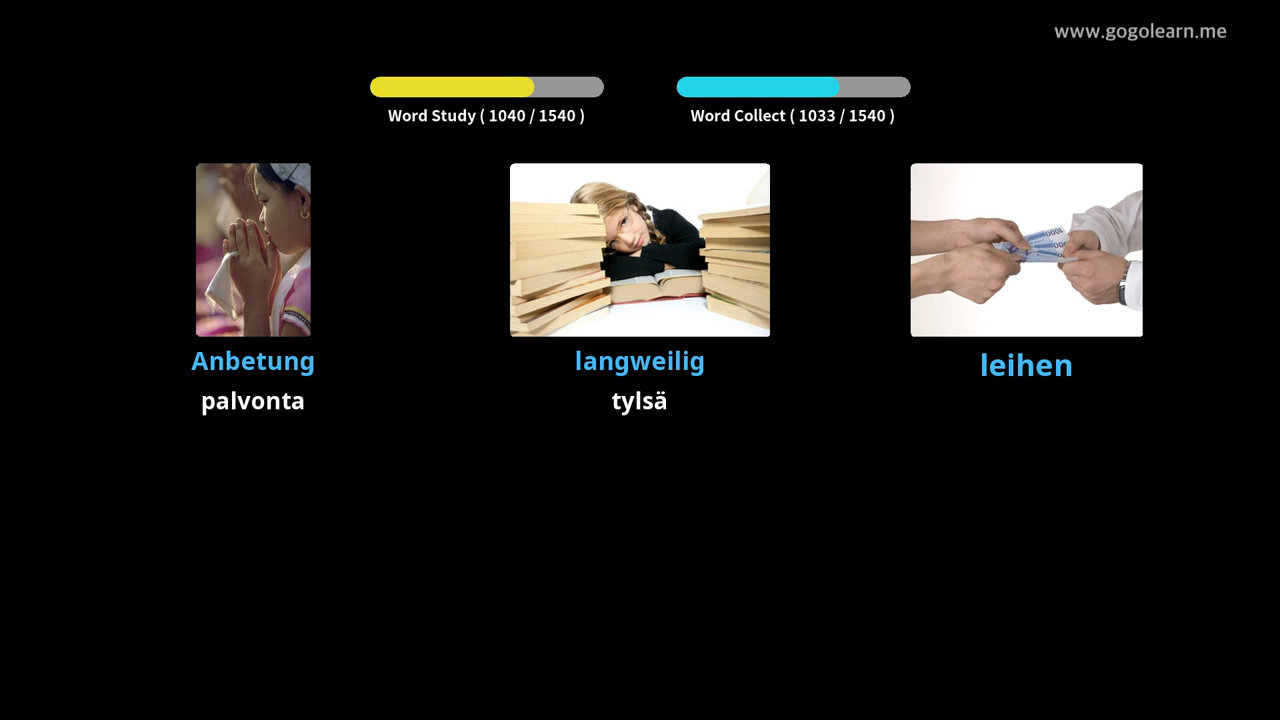 www.gogolearn.me
Word Study ( 1040 / 1540 )
Word Collect ( 1033 / 1540 )
Anbetung
langweilig
leihen
palvonta
tylsä